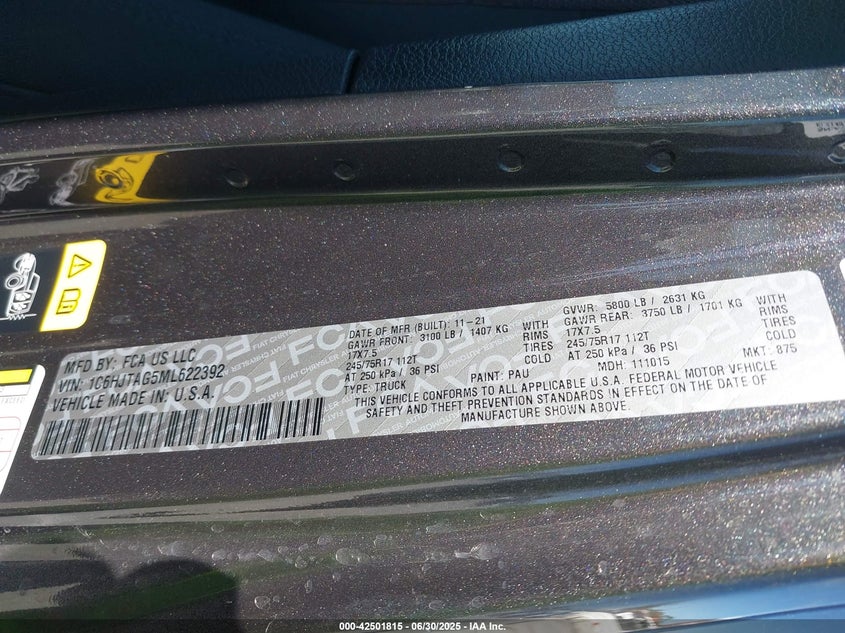 MFD BY: FCA US LLC
VIN: 1C6HJTAG5ML622392
VEHICLE MADE IN: U.S.A.
DATE OF MFR (BUILT): 11-21
GAWR FRONT: 3100 LB / 1407 KG WITH
17X7.5 RIMS
245/75R17 112T TIRES
AT 250 kPa / 36 PSI COLD
TYPE: TRUCK PAINT: PAU
GVWR: 5800 LB / 2631 KG
GAWR REAR: 3750 LB / 1701 KG WITH
17X7.5 RIMS
245/75R17 112T TIRES
AT 250 kPa / 36 PSI COLD
MDH: 111015 MKT: 875
THIS VEHICLE CONFORMS TO ALL APPLICABLE U.S.A. FEDERAL MOTOR VEHICLE
SAFETY AND THEFT PREVENTION STANDARDS IN EFFECT ON THE DATE OF
MANUFACTURE SHOWN ABOVE.
000-42501815 - 06/30/2025 - IAA Inc.